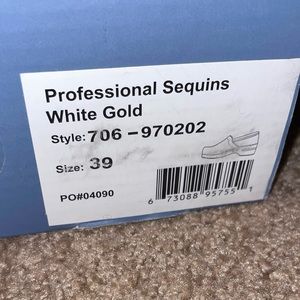 Professional Sequins
White Gold
Style: 706-970202
Size: 39
PO#04090
6 73088 95755 1